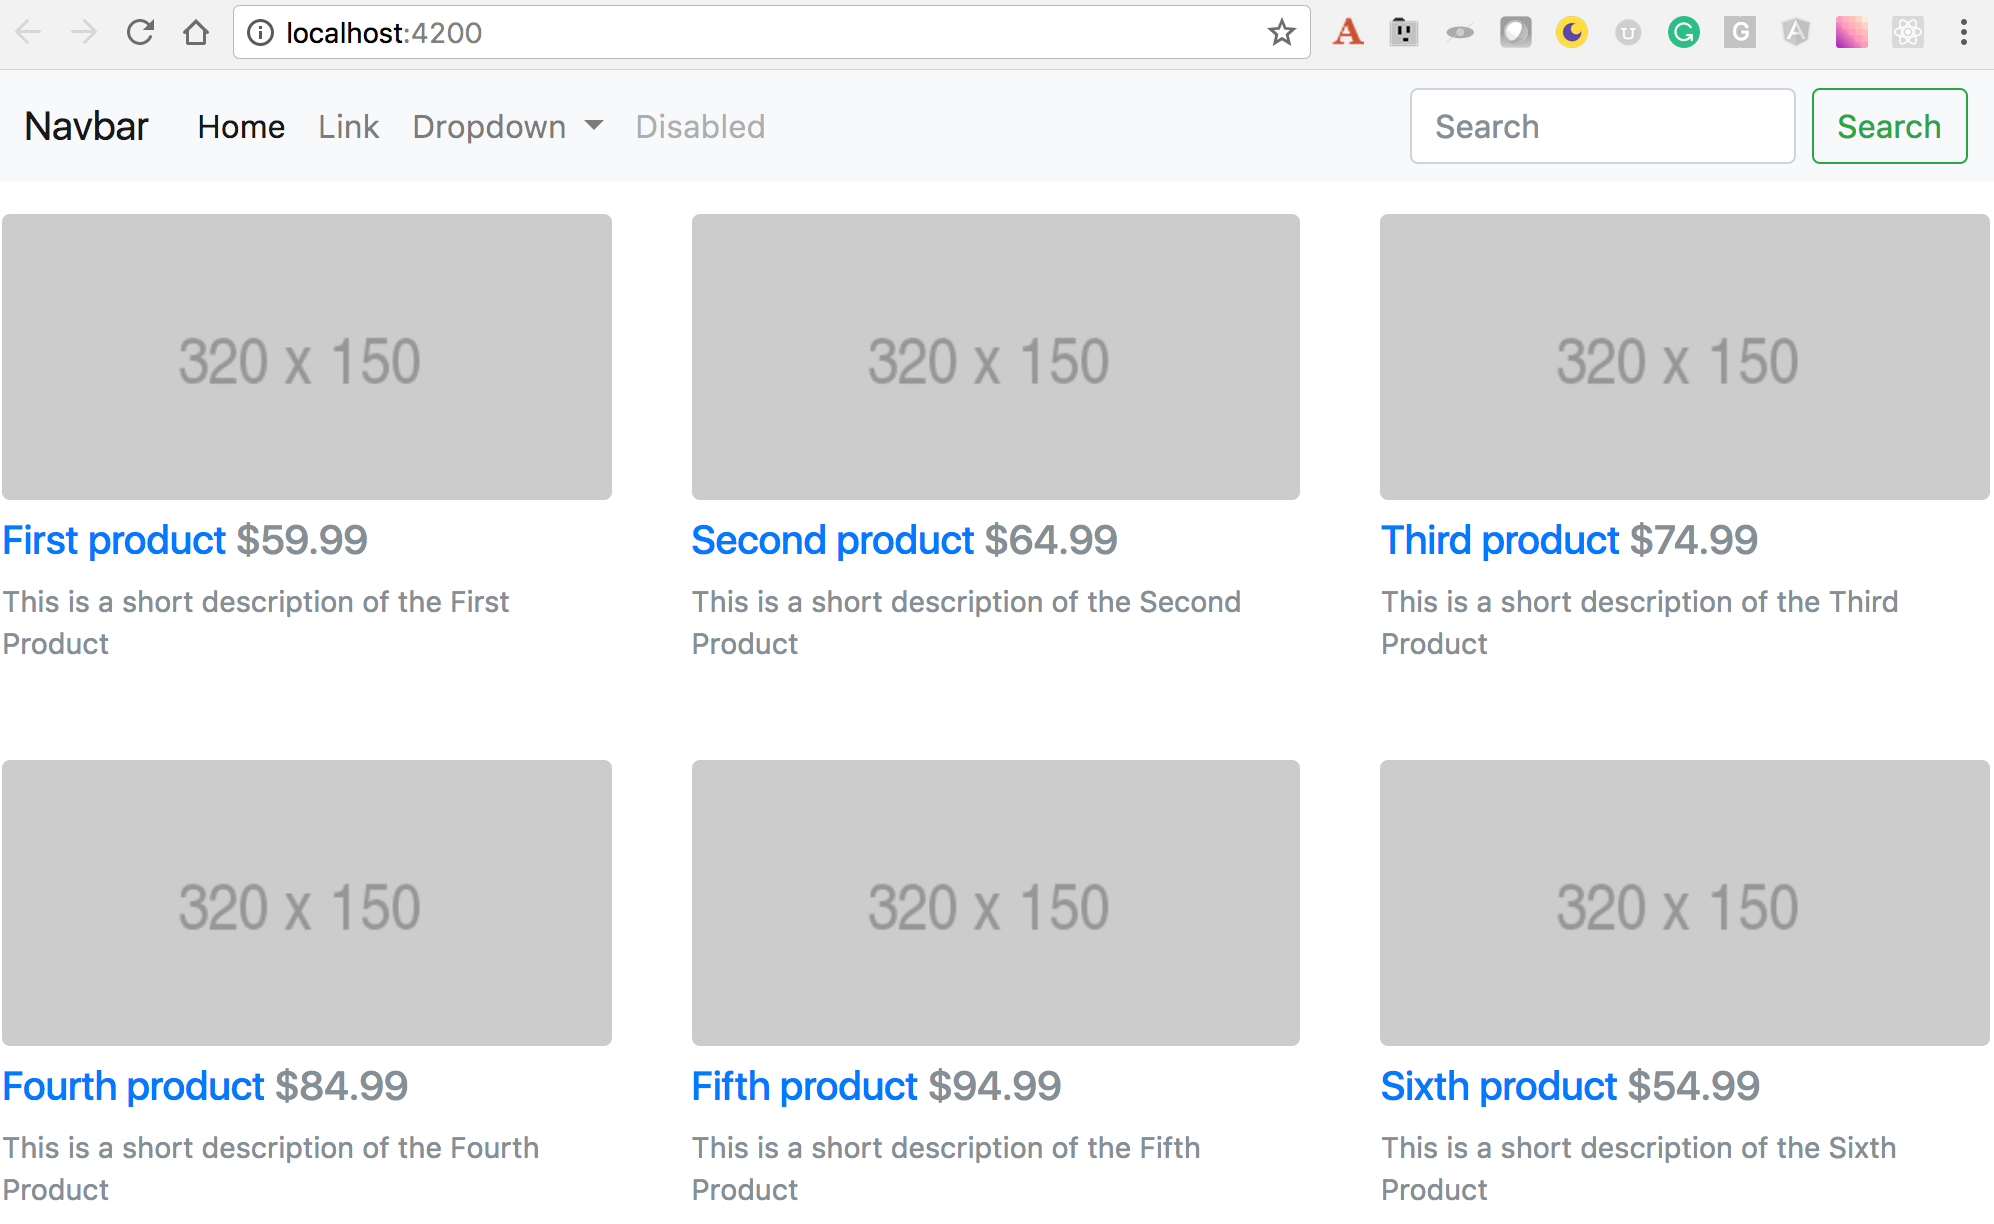 localhost:4200
Navbar Home Link Dropdown Disabled Search Search
320 x 150 320 x 150 320 x 150
First product $59.99
This is a short description of the First
Product
Second product $64.99
This is a short description of the Second
Product
Third product $74.99
This is a short description of the Third
Product
320 x 150 320 x 150 320 x 150
Fourth product $84.99
This is a short description of the Fourth
Product
Fifth product $94.99
This is a short description of the Fifth
Product
Sixth product $54.99
This is a short description of the Sixth
Product